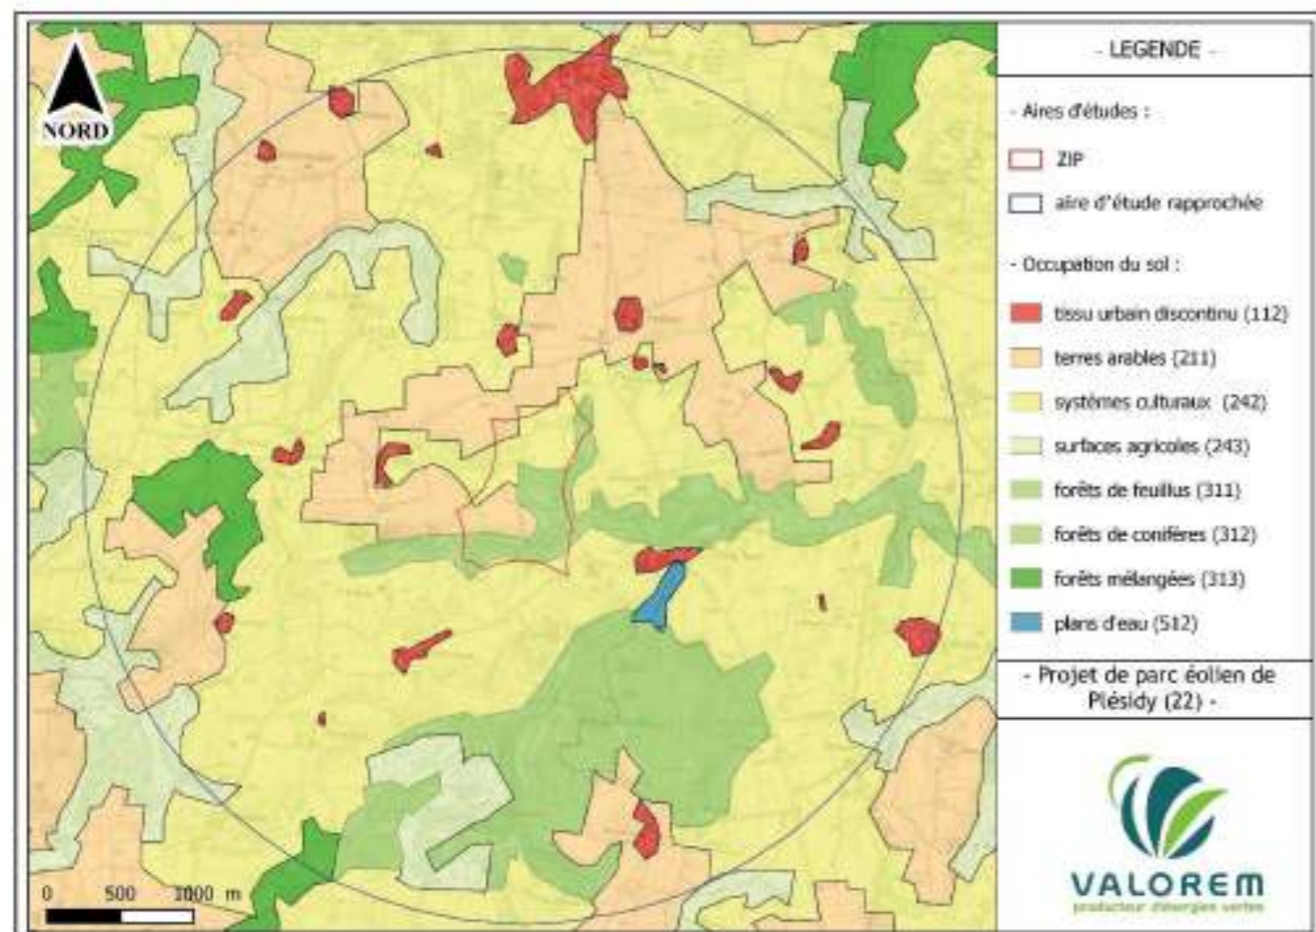 NORD
0 500 1000 m
- LEGENDE -
- Aires d'études :
ZIP
aire d'étude rapprochée
- Occupation du sol :
tissu urbain discontinu (112)
terres arables (211)
systèmes culturaux (242)
surfaces agricoles (243)
forêts de feuillus (311)
forêts de conifères (312)
forêts mélangées (313)
plans d'eau (512)
- Projet de parc éolien de
Plésidy (22) -
VALOREM
producteur d'énergies vertes